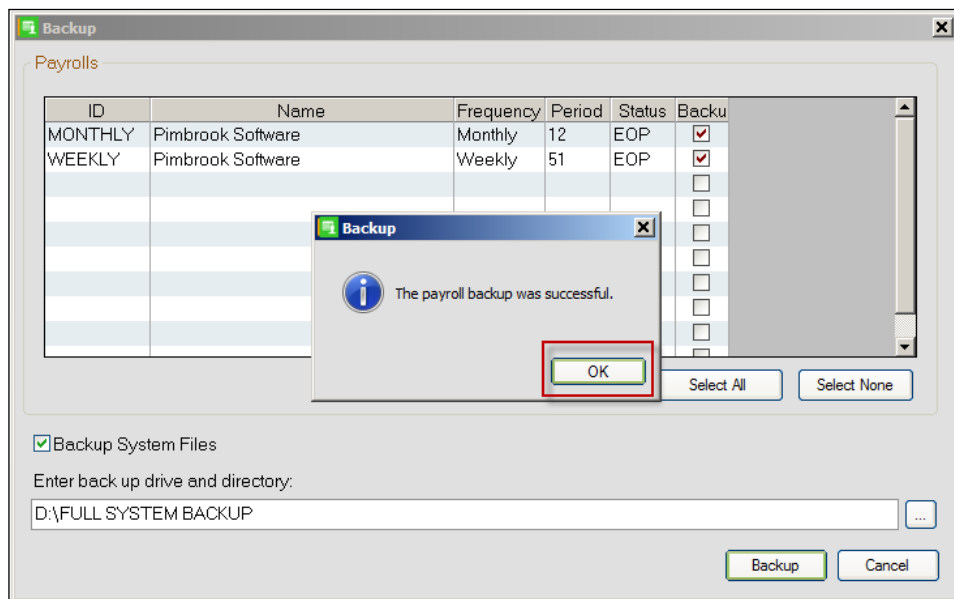 Backup
Payrolls
ID Name Frequency Period Status Backu
MONTHLY Pimbrook Software Monthly 12 EOP
WEEKLY Pimbrook Software Weekly 51 EOP
Backup
The payroll backup was successful.
OK
Select All Select None
Backup System Files
Enter back up drive and directory:
D:\FULL SYSTEM BACKUP
...
Backup Cancel